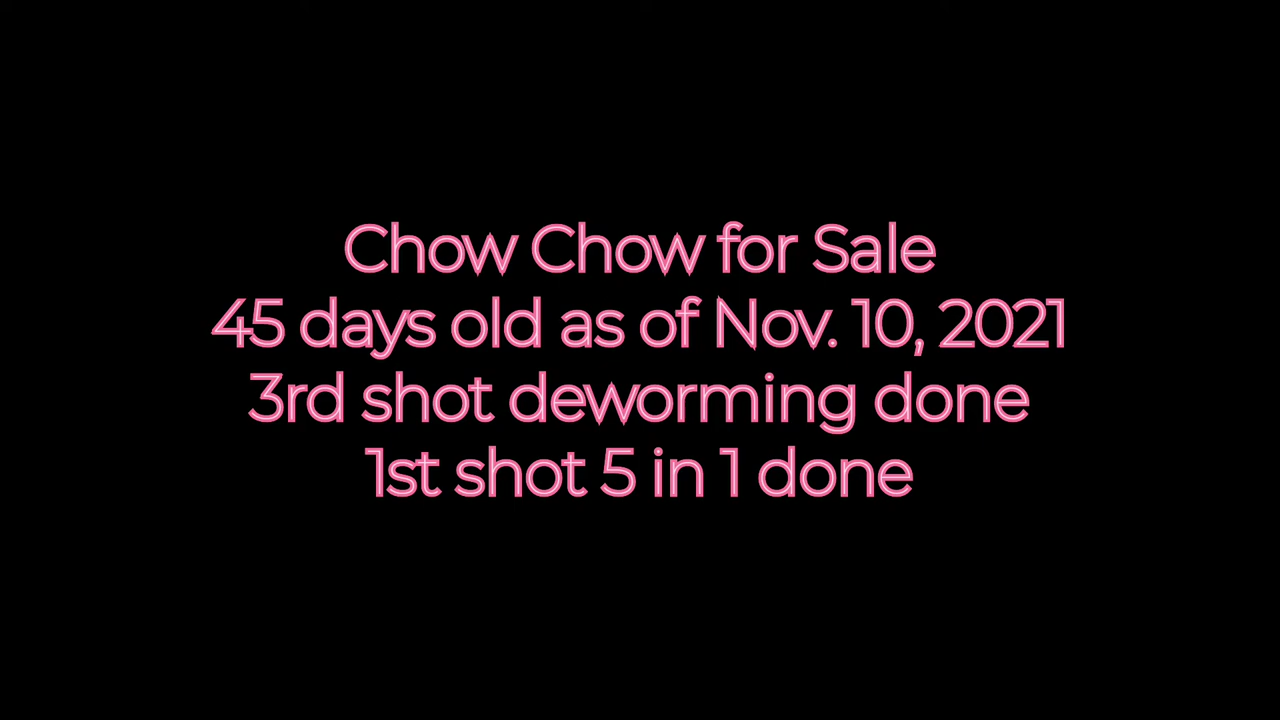 Chow Chow for Sale
45 days old as of Nov. 10, 2021
3rd shot deworming done
1st shot 5 in 1 done